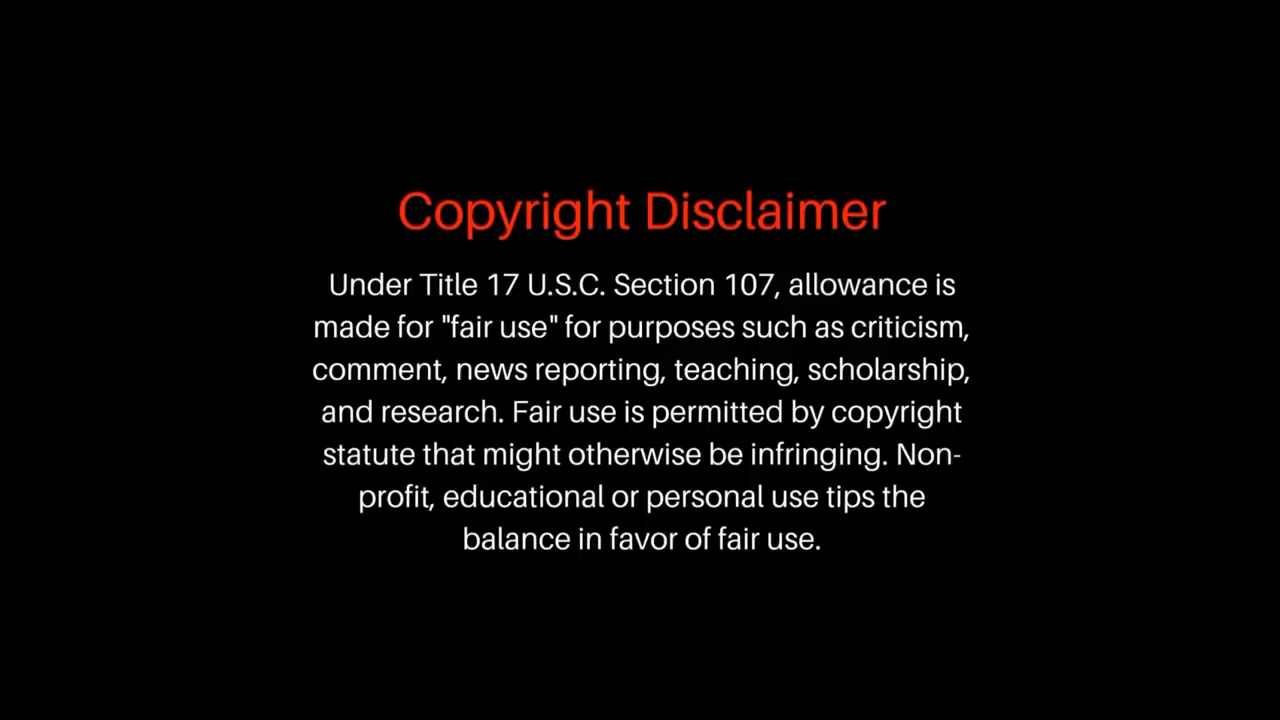 Copyright Disclaimer
Under Title 17 U.S.C. Section 107, allowance is
made for "fair use" for purposes such as criticism,
comment, news reporting, teaching, scholarship,
and research. Fair use is permitted by copyright
statute that might otherwise be infringing. Non-
profit, educational or personal use tips the
balance in favor of fair use.